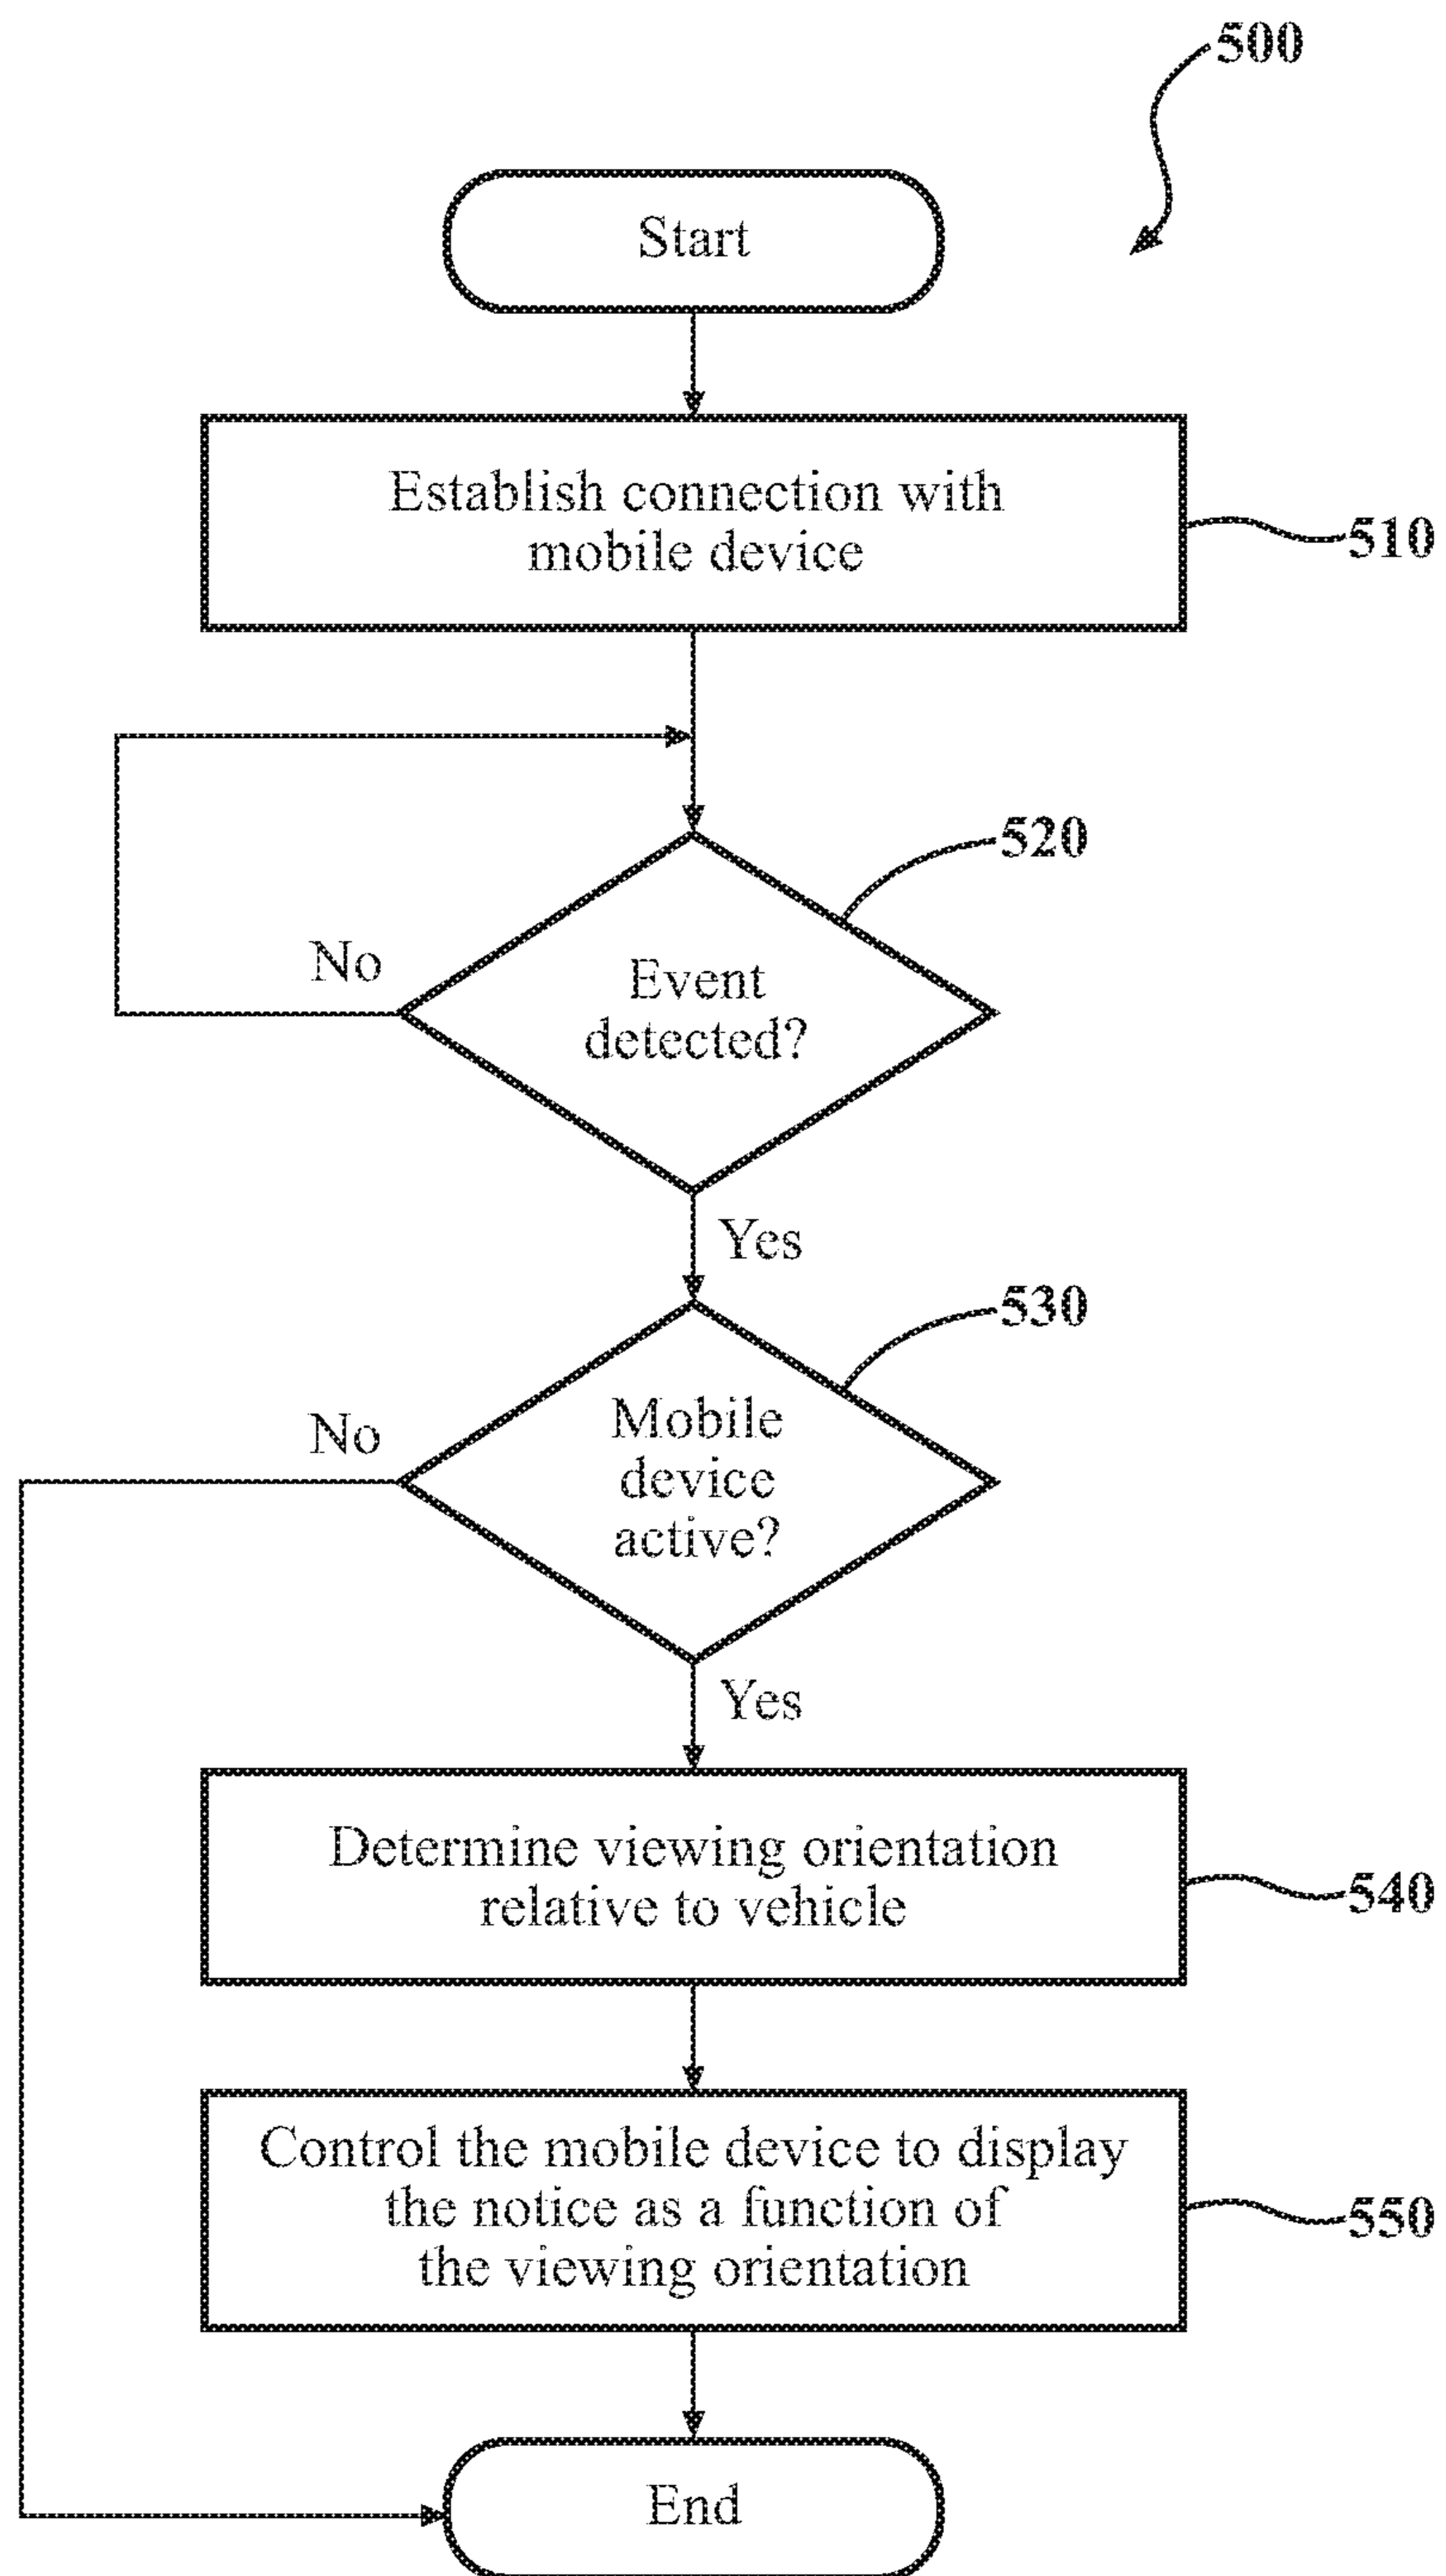 500
Start
Establish connection with
mobile device
510
520
No
Event
detected?
Yes
530
No
Mobile
device
active?
Yes
Determine viewing orientation
relative to vehicle
540
Control the mobile device to display
the notice as a function of
the viewing orientation
550
End